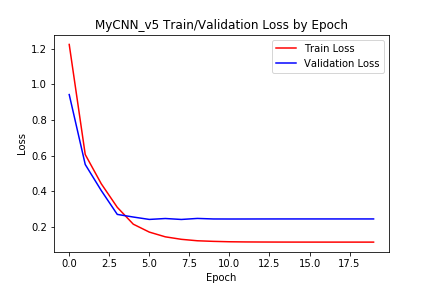 MyCNN_v5 Train/Validation Loss by Epoch
Train Loss
Validation Loss
1.2
1.0
0.8
0.6
0.4
0.2
Loss
0.0 2.5 5.0 7.5 10.0 12.5 15.0 17.5
Epoch